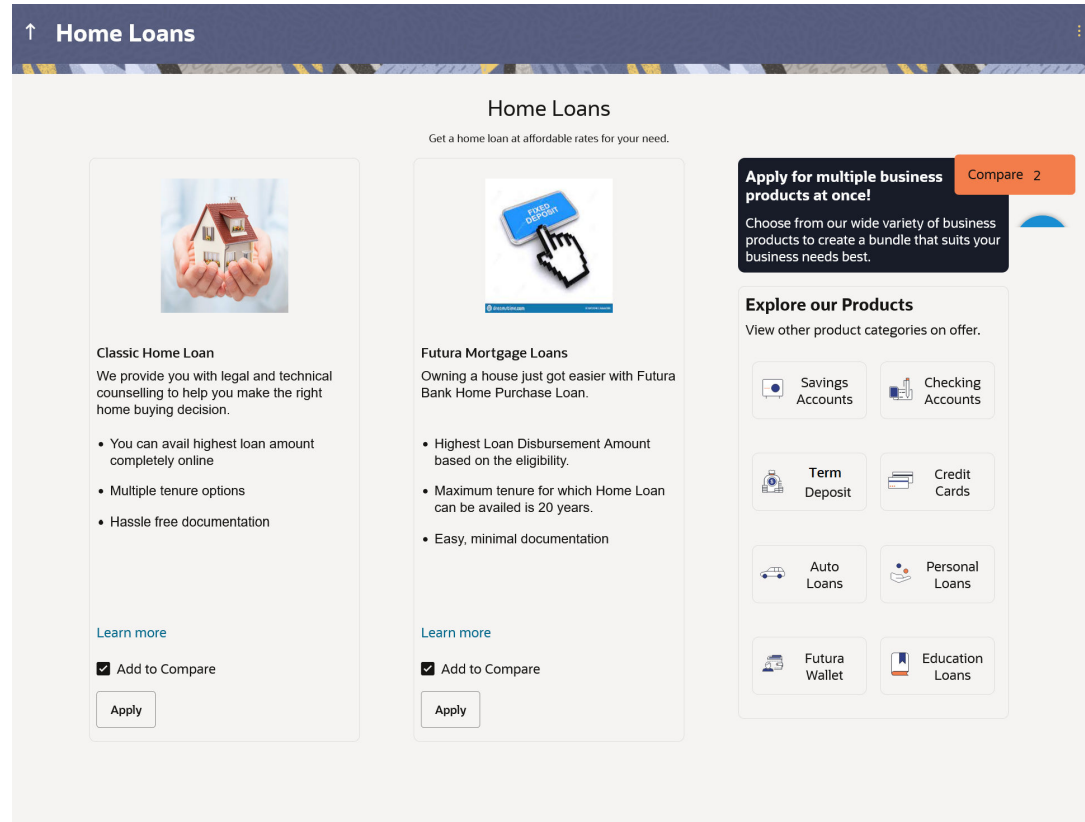 Home Loans
Home Loans
Get a home loan at affordable rates for your need.
FIXED
DEPOSIT
Classic Home Loan
We provide you with legal and technical
counselling to help you make the right
home buying decision.
• You can avail highest loan amount
completely online
• Multiple tenure options
• Hassle free documentation
Learn more
Add to Compare
Apply
Futura Mortgage Loans
Owning a house just got easier with Futura
Bank Home Purchase Loan.
• Highest Loan Disbursement Amount
based on the eligibility.
• Maximum tenure for which Home Loan
can be availed is 20 years.
• Easy, minimal documentation
Learn more
Add to Compare
Apply
Apply for multiple business
products at once!
Choose from our wide variety of business
products to create a bundle that suits your
business needs best.
Compare 2
Explore our Products
View other product categories on offer.
Savings
Accounts
Checking
Accounts
Term
Deposit
Credit
Cards
Auto
Loans
Personal
Loans
Futura
Wallet
Education
Loans